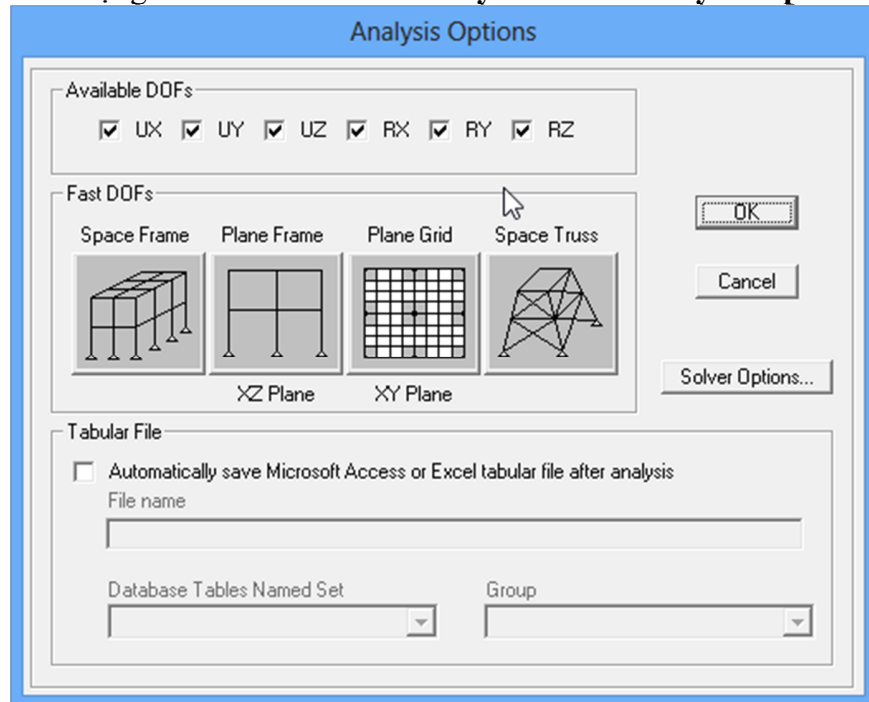 Analysis Options
Available DOFs
UX UY UZ RX RY RZ
Fast DOFs
Space Frame Plane Frame Plane Grid Space Truss
XZ Plane XY Plane
OK
Cancel
Solver Options...
Tabular File
Automatically save Microsoft Access or Excel tabular file after analysis
File name
Database Tables Named Set Group